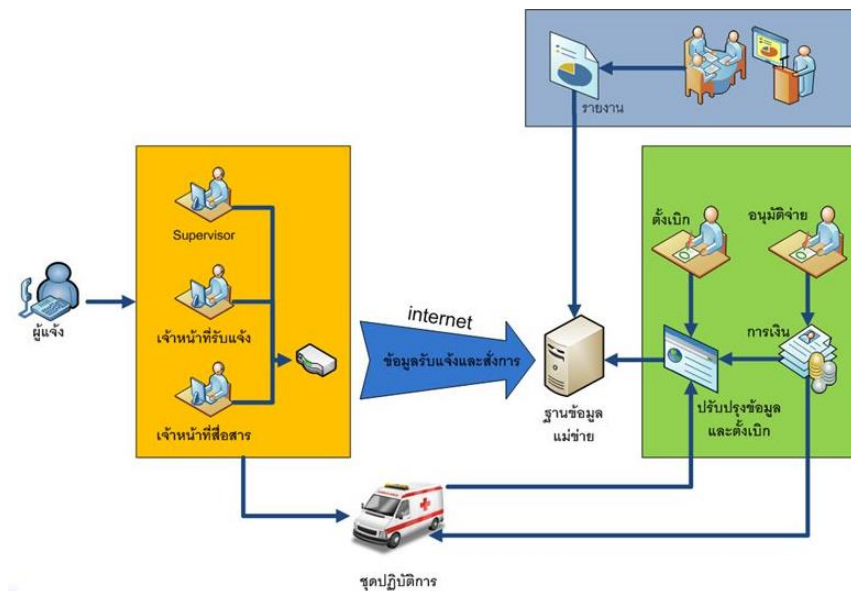 รายงาน
ตั้งเบิก
อนุมัติจ่าย
Supervisor
ผู้แจ้ง
เจ้าหน้าที่รับแจ้ง
internet
ข้อมูลรับแจ้งและสั่งการ
การเงิน
ฐานข้อมูล
แม่ข่าย
ปรับปรุงข้อมูล
และตั้งเบิก
เจ้าหน้าที่สื่อสาร
ชุดปฏิบัติการ